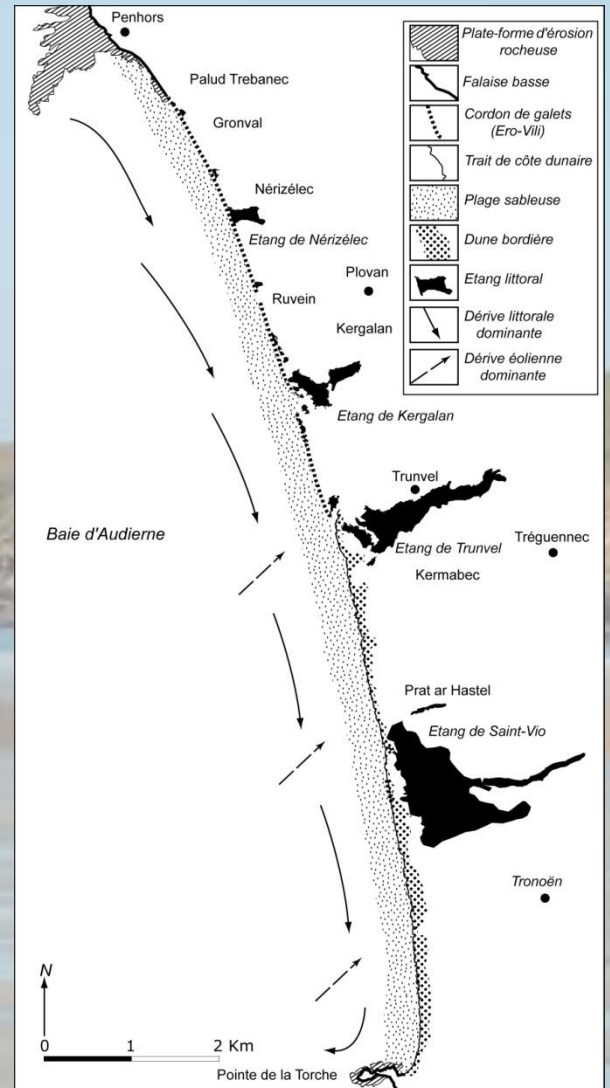 Penhors
Palud Trebanec
Gronval
Nérizélec
Etang de Nérizélec
Plovan
Ruvein
Kergalan
Etang de Kergalan
Trunvel
Baie d'Audierne
Etang de Trunvel
Tréguennec
Kermabec
Prat ar Hastel
Etang de Saint-Vio
Tronoën
N
0 1 2 Km
Pointe de la Torche
Plate-forme d'érosion
rocheuse
Falaise basse
Cordon de galets
(Ero-Vili)
Trait de côte dunaire
Plage sableuse
Dune bordière
Etang littoral
Dérive littorale
dominante
Dérive éolienne
dominante